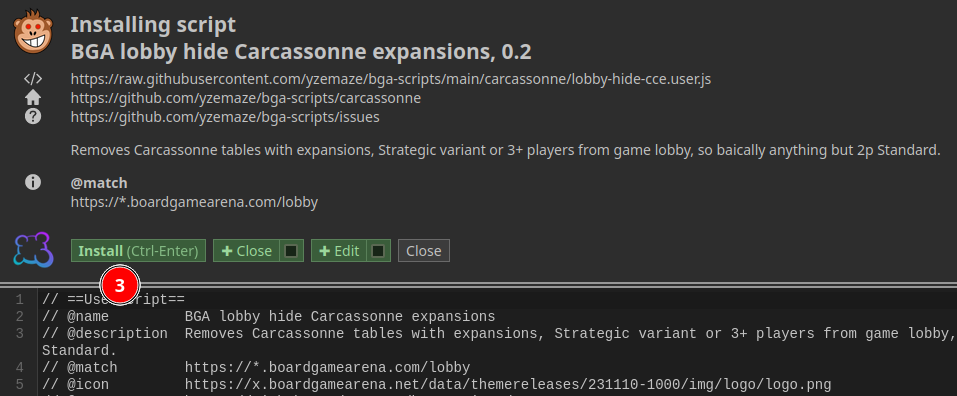 Installing script
BGA lobby hide Carcassonne expansions, 0.2
</> https://raw.githubusercontent.com/yzemaze/bga-scripts/main/carcassonne/lobby-hide-cce.user.js
https://github.com/yzemaze/bga-scripts/carcassonne
? https://github.com/yzemaze/bga-scripts/issues
Removes Carcassonne tables with expansions, Strategic variant or 3+ players from game lobby, so baically anything but 2p Standard.
@match
https://*.boardgamearena.com/lobby
Install (Ctrl-Enter) + Close + Edit Close
3
1 // ==User ript==
2 // @name BGA lobby hide Carcassonne expansions
3 // @description Removes Carcassonne tables with expansions, Strategic variant or 3+ players from game lobby,
Standard.
4 // @match https://*.boardgamearena.com/lobby
5 // @icon https://x.boardgamearena.net/data/themereleases/231110-1000/img/logo/logo.png